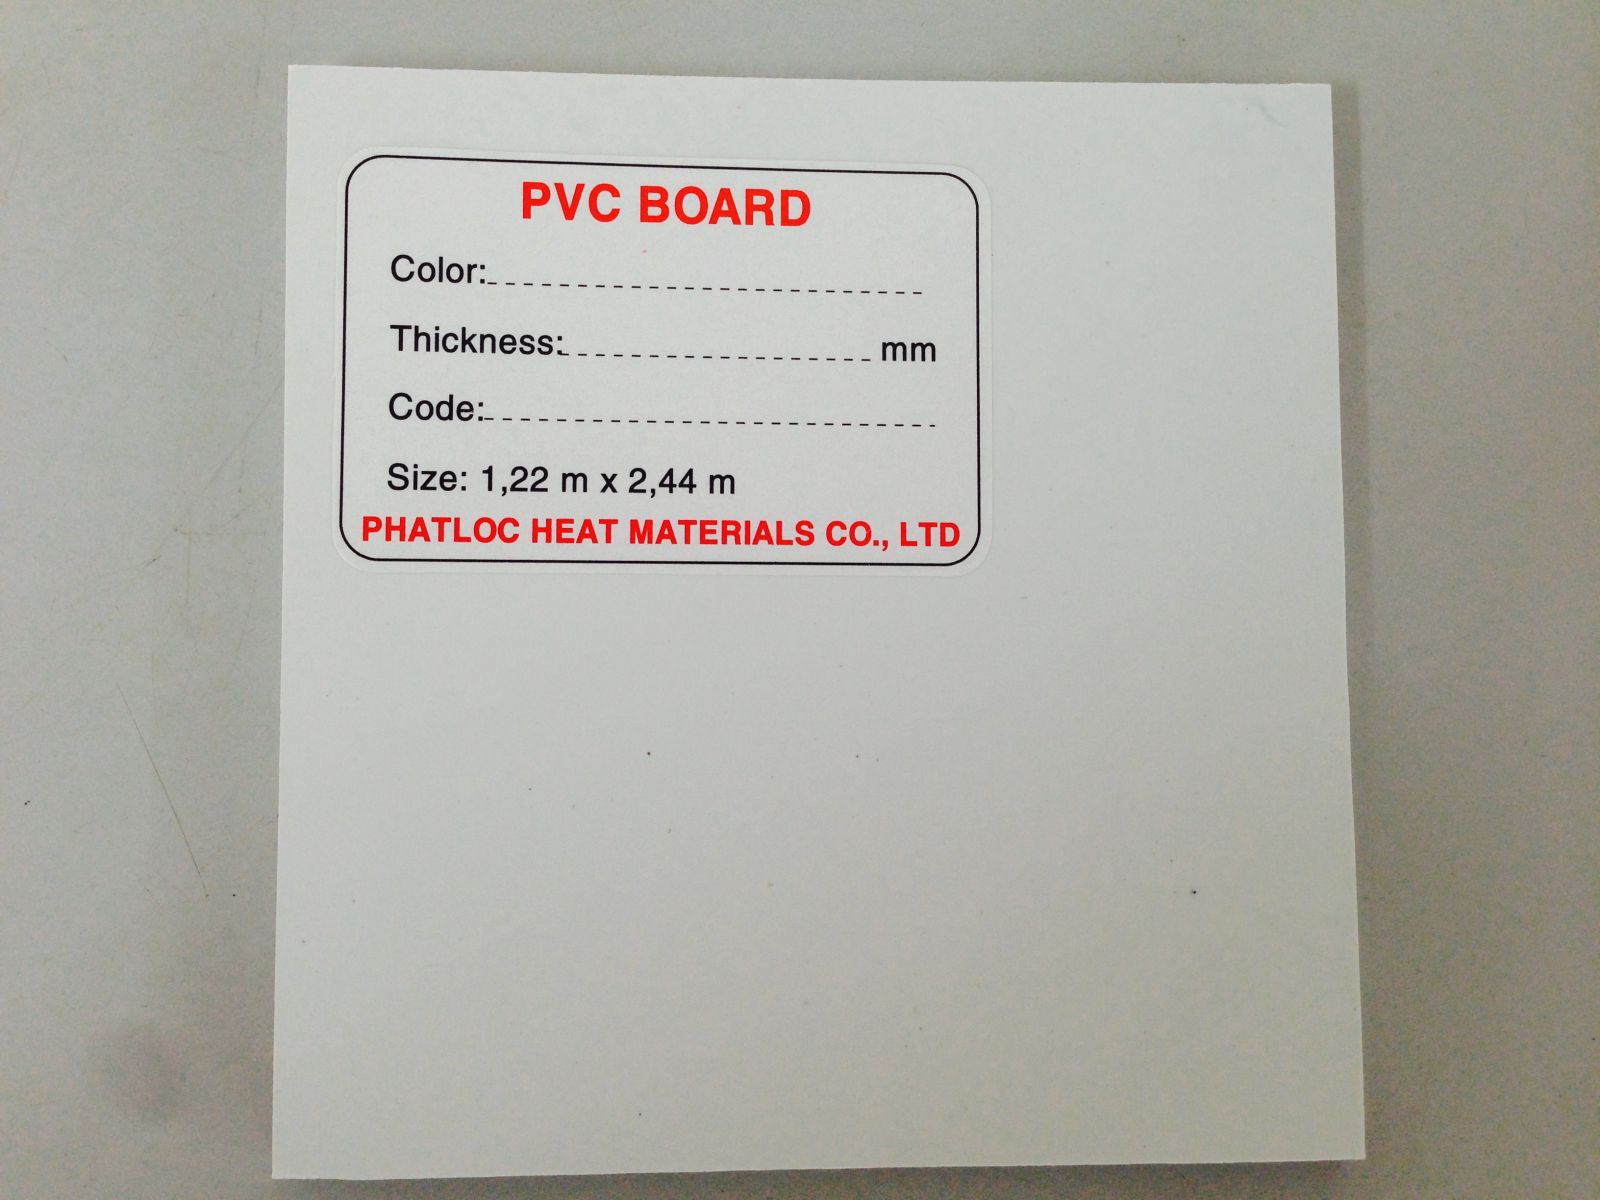 PVC BOARD
Color:
Thickness: mm
Code:
Size: 1,22 m x 2,44 m
PHATLOC HEAT MATERIALS CO., LTD